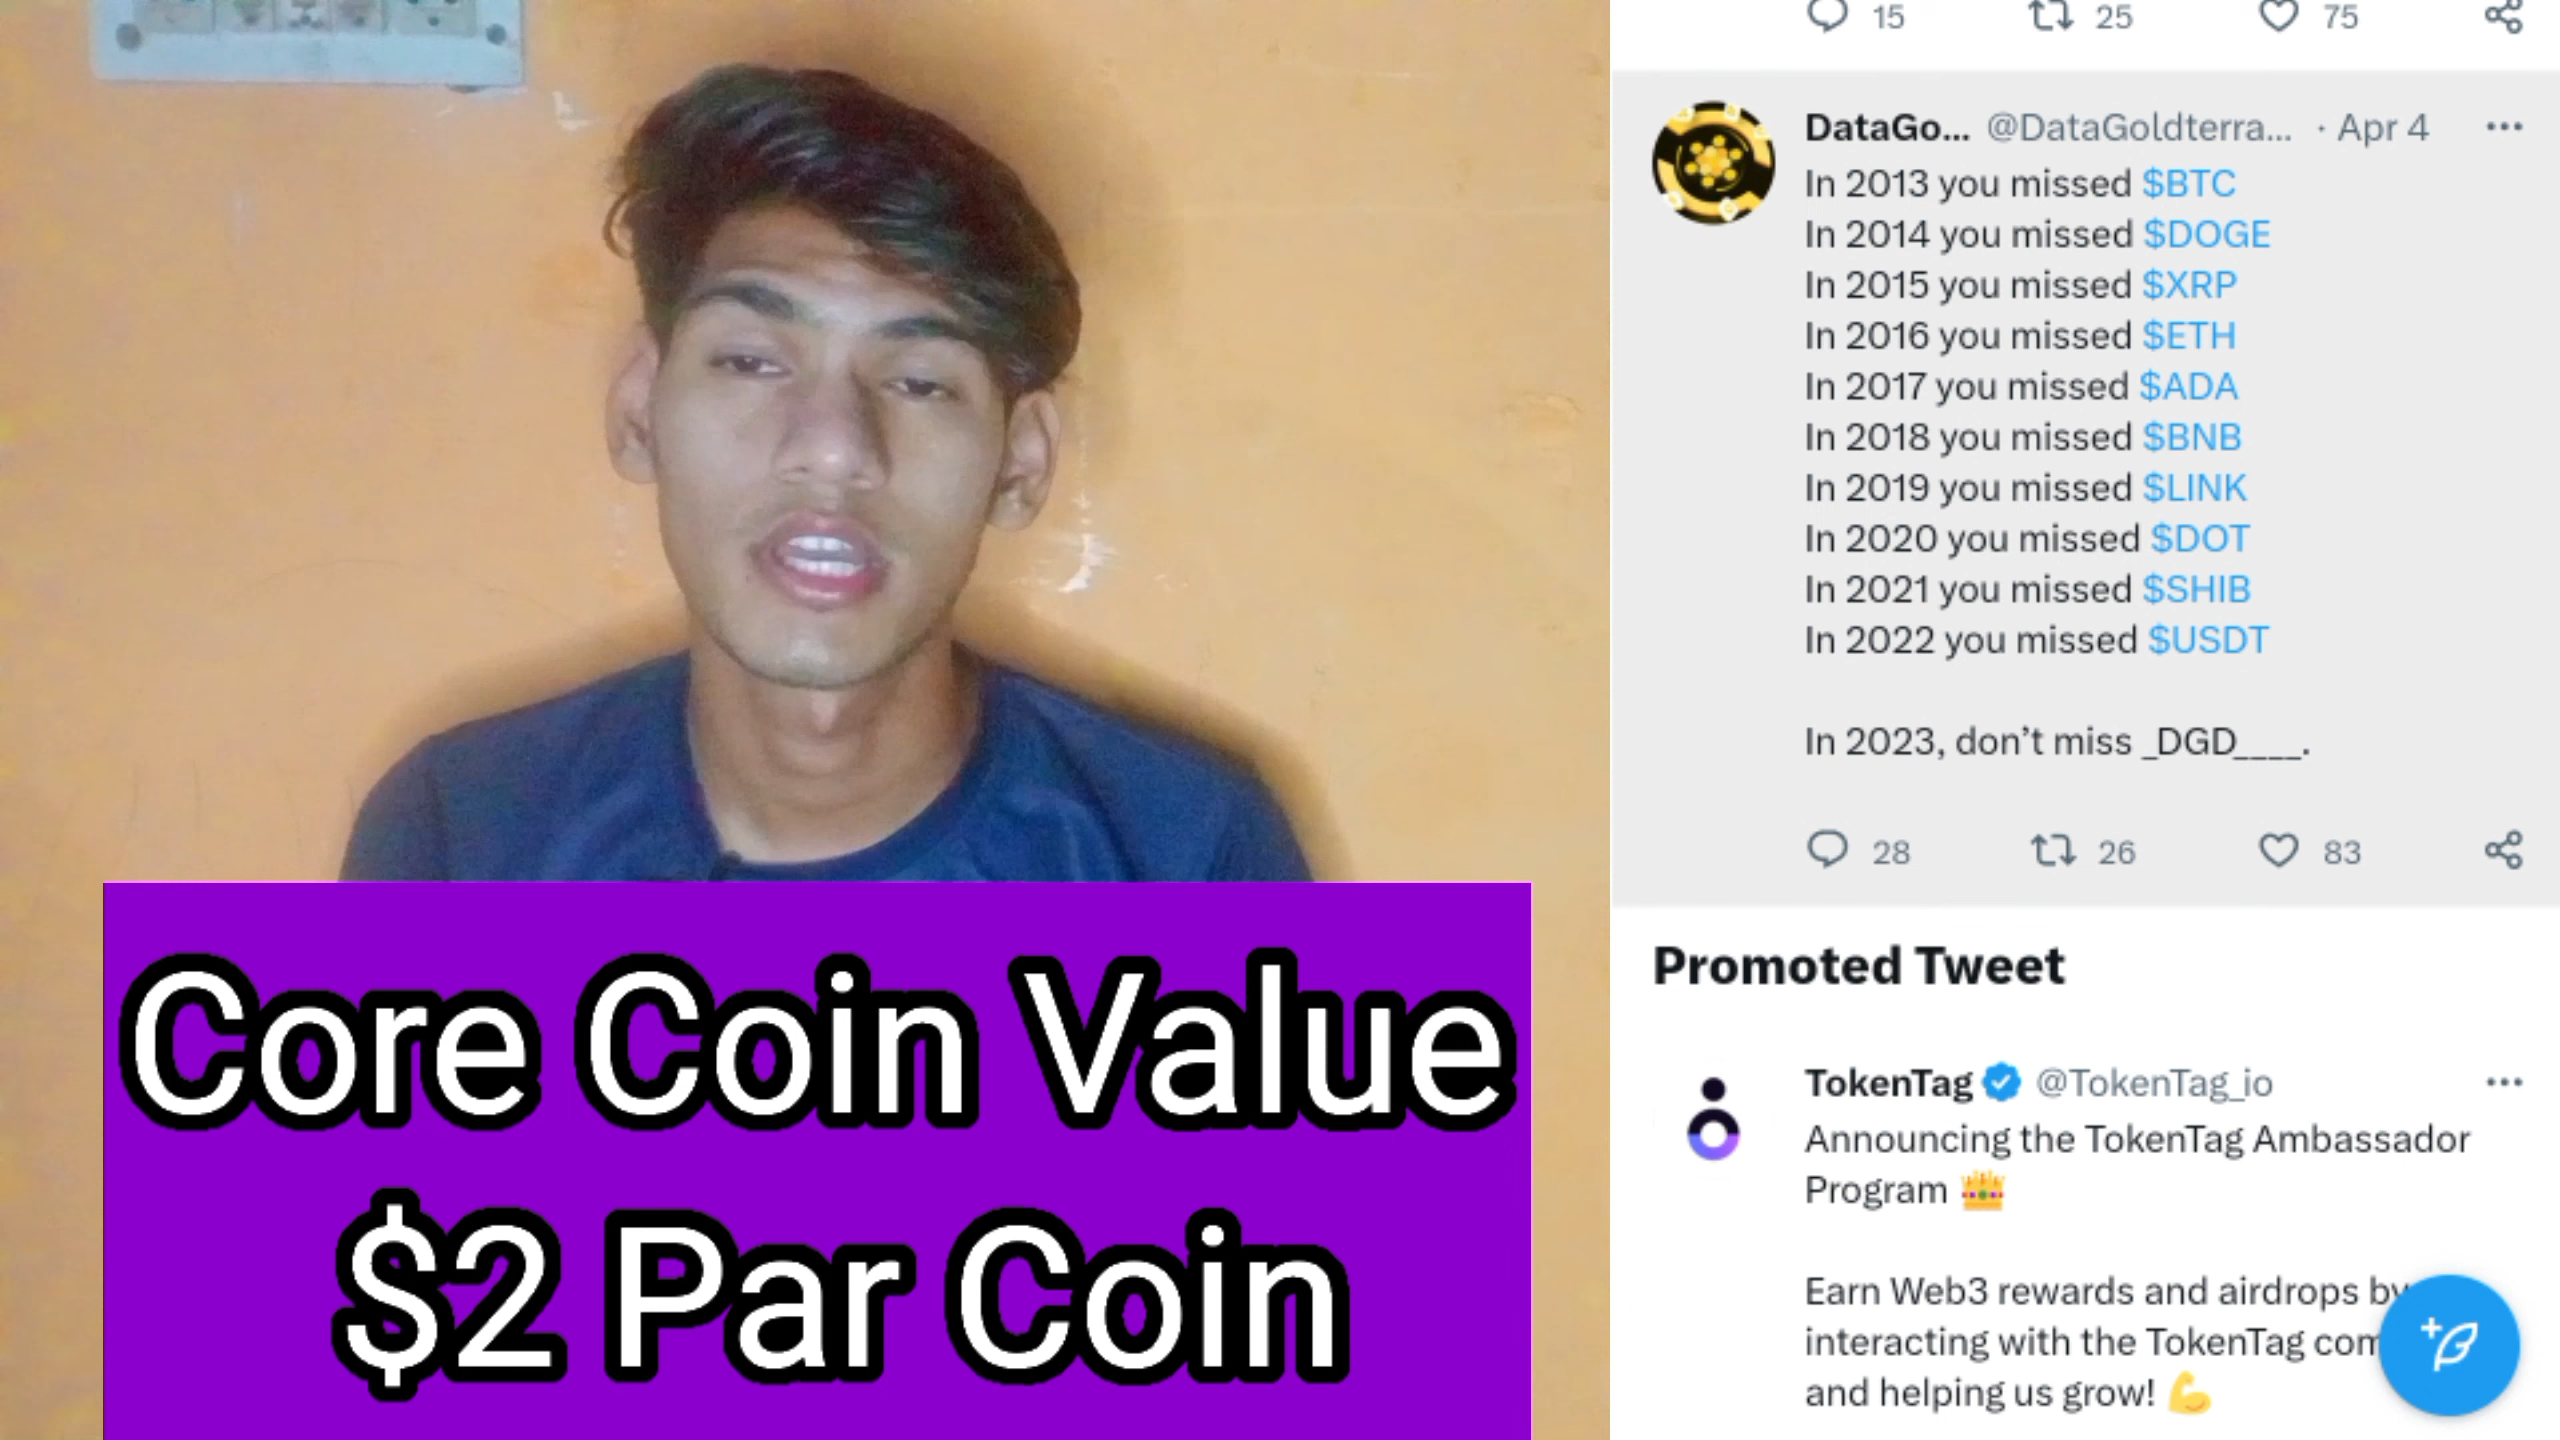 Core Coin Value
$2 Par Coin
15 25 75
DataGo... @DataGoldterra... · Apr 4
In 2013 you missed $BTC
In 2014 you missed $DOGE
In 2015 you missed $XRP
In 2016 you missed $ETH
In 2017 you missed $ADA
In 2018 you missed $BNB
In 2019 you missed $LINK
In 2020 you missed $DOT
In 2021 you missed $SHIB
In 2022 you missed $USDT
In 2023, don’t miss _DGD____.
28 26 83
Promoted Tweet
TokenTag @TokenTag_io
Announcing the TokenTag Ambassador
Program 👑
Earn Web3 rewards and airdrops by
interacting with the TokenTag
and helping us grow! 💪